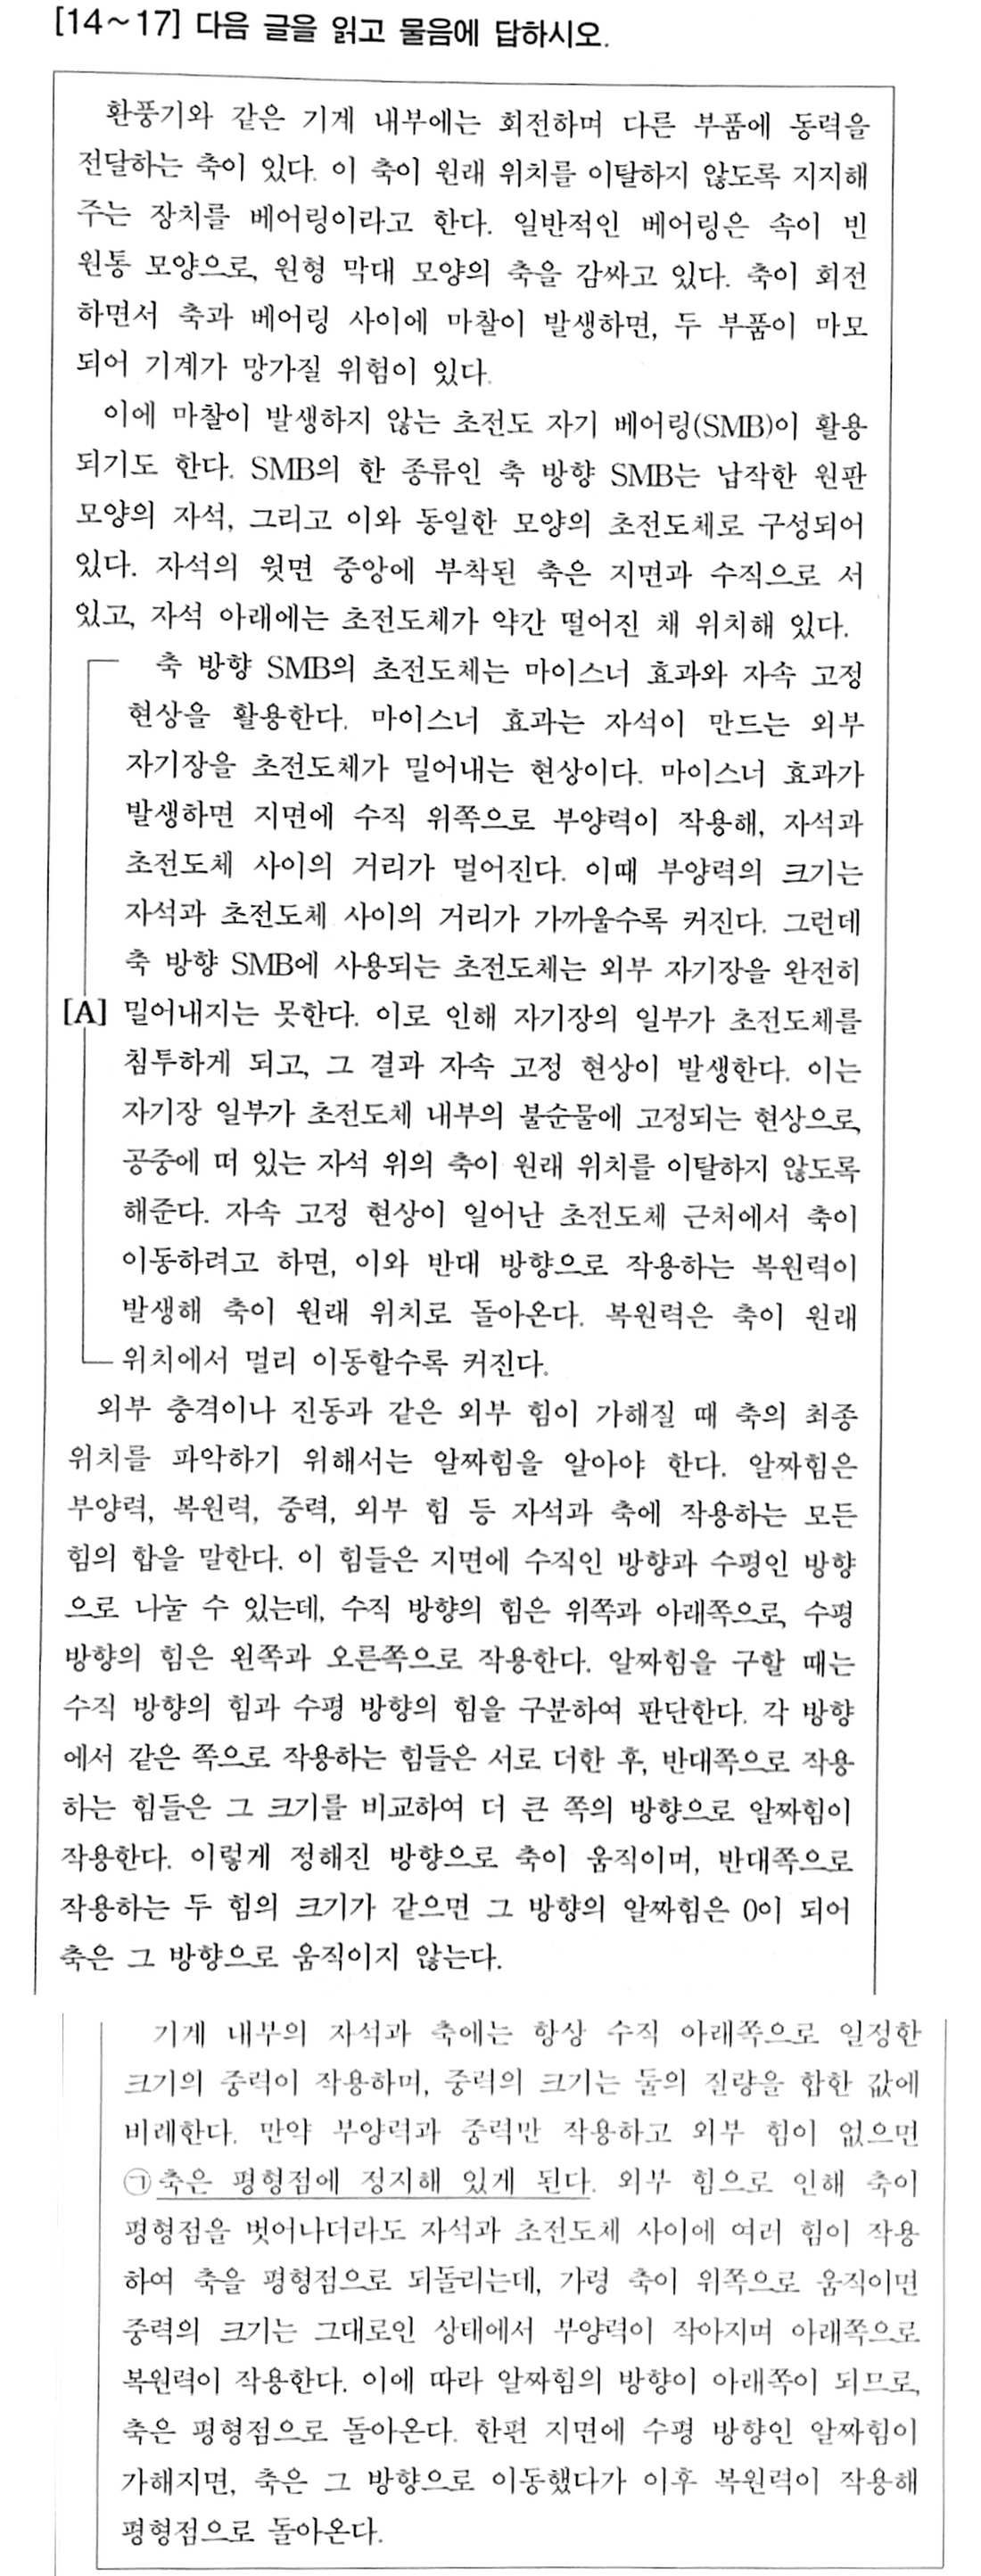 [14~17] 다음 글을 읽고 물음에 답하시오.
환풍기와 같은 기계 내부에는 회전하며 다른 부품에 동력을
전달하는 축이 있다. 이 축이 원래 위치를 이탈하지 않도록 지지해
주는 장치를 베어링이라고 한다. 일반적인 베어링은 속이 빈
원통 모양으로, 원형 막대 모양의 축을 감싸고 있다. 축이 회전
하면서 축과 베어링 사이에 마찰이 발생하면, 두 부품이 마모
되어 기계가 망가질 위험이 있다.
이에 마찰이 발생하지 않는 초전도 자기 베어링(SMB)이 활용
되기도 한다. SMB의 한 종류인 축 방향 SMB는 납작한 원판
모양의 자석, 그리고 이와 동일한 모양의 초전도체로 구성되어
있다. 자석의 윗면 중앙에 부착된 축은 지면과 수직으로 서
있고, 자석 아래에는 초전도체가 약간 떨어진 채 위치해 있다.
축 방향 SMB의 초전도체는 마이스너 효과와 자속 고정
현상을 활용한다. 마이스너 효과는 자석이 만드는 외부
자기장을 초전도체가 밀어내는 현상이다. 마이스너 효과가
발생하면 지면에 수직 위쪽으로 부양력이 작용해, 자석과
초전도체 사이의 거리가 멀어진다. 이때 부양력의 크기는
자석과 초전도체 사이의 거리가 가까울수록 커진다. 그런데
축 방향 SMB에 사용되는 초전도체는 외부 자기장을 완전히
[A] 밀어내지는 못한다. 이로 인해 자기장의 일부가 초전도체를
침투하게 되고, 그 결과 자속 고정 현상이 발생한다. 이는
자기장 일부가 초전도체 내부의 불순물에 고정되는 현상으로,
공중에 떠 있는 자석 위의 축이 원래 위치를 이탈하지 않도록
해준다. 자속 고정 현상이 일어난 초전도체 근처에서 축이
이동하려고 하면, 이와 반대 방향으로 작용하는 복원력이
발생해 축이 원래 위치로 돌아온다. 복원력은 축이 원래
위치에서 멀리 이동할수록 커진다.
외부 충격이나 진동과 같은 외부 힘이 가해질 때 축의 최종
위치를 파악하기 위해서는 알짜힘을 알아야 한다. 알짜힘은
부양력, 복원력, 중력, 외부 힘 등 자석과 축에 작용하는 모든
힘의 합을 말한다. 이 힘들은 지면에 수직인 방향과 수평인 방향
으로 나눌 수 있는데, 수직 방향의 힘은 위쪽과 아래쪽으로, 수평
방향의 힘은 왼쪽과 오른쪽으로 작용한다. 알짜힘을 구할 때는
수직 방향의 힘과 수평 방향의 힘을 구분하여 판단한다. 각 방향
에서 같은 쪽으로 작용하는 힘들은 서로 더한 후, 반대쪽으로 작용
하는 힘들은 그 크기를 비교하여 더 큰 쪽의 방향으로 알짜힘이
작용한다. 이렇게 정해진 방향으로 축이 움직이며, 반대쪽으로
작용하는 두 힘의 크기가 같으면 그 방향의 알짜힘은 0이 되어
축은 그 방향으로 움직이지 않는다.
기계 내부의 자석과 축에는 항상 수직 아래쪽으로 일정한
크기의 중력이 작용하며, 중력의 크기는 둘의 질량을 합한 값에
비례한다. 만약 부양력과 중력만 작용하고 외부 힘이 없으면
㉠축은 평형점에 정지해 있게 된다. 외부 힘으로 인해 축이
평형점을 벗어나더라도 자석과 초전도체 사이에 여러 힘이 작용
하여 축을 평형점으로 되돌리는데, 가령 축이 위쪽으로 움직이면
중력의 크기는 그대로인 상태에서 부양력이 작아지며 아래쪽으로
복원력이 작용한다. 이에 따라 알짜힘의 방향이 아래쪽이 되므로,
축은 평형점으로 돌아온다. 한편 지면에 수평 방향인 알짜힘이
가해지면, 축은 그 방향으로 이동했다가 이후 복원력이 작용해
평형점으로 돌아온다.